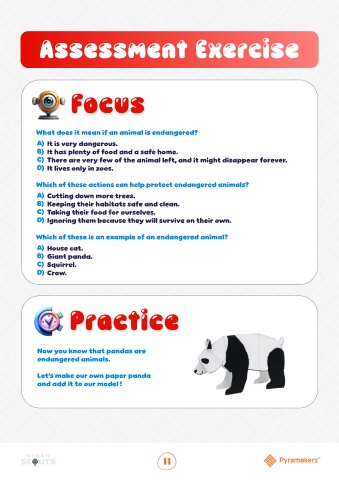 Assessment Exercise
Focus
What does it mean if an animal is endangered?
A) It is very dangerous.
B) It has plenty of food and a safe home.
C) There are very few of the animal left, and it might disappear forever.
D) It lives only in zoos.
Which of these actions can help protect endangered animals?
A) Cutting down more trees.
B) Keeping their habitats safe and clean.
C) Taking their food for ourselves.
D) Ignoring them because they will survive on their own.
Which of these is an example of an endangered animal?
A) House cat.
B) Giant panda.
C) Squirrel.
D) Crow.
Practice
Now you know that pandas are
endangered animals.
Let's make our own paper panda
and add it to our model !
STEAM
SCOUTS
11
Pyramakerz